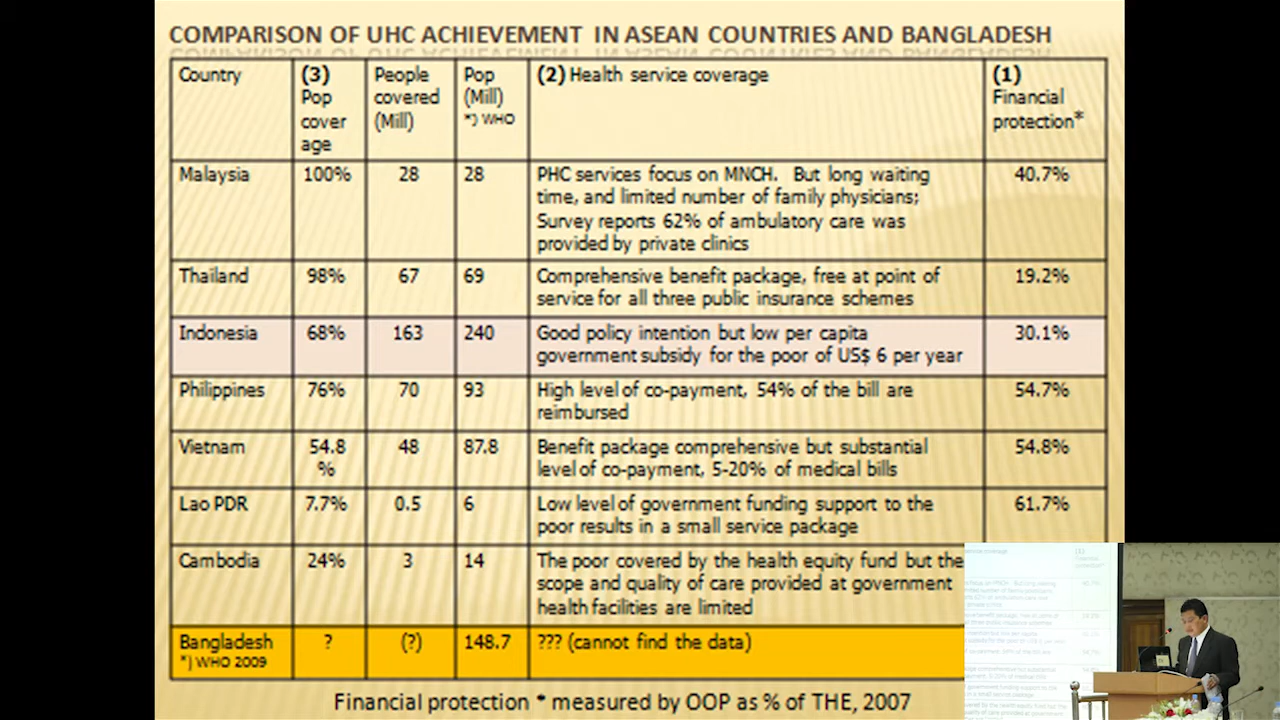 COMPARISON OF UHC ACHIEVEMENT IN ASEAN COUNTRIES AND BANGLADESH
Country
(3)
Pop
cover
age
People
covered
(Mill)
Pop
(Mill)
*) WHO
(2) Health service coverage
(1)
Financial
protection*
Malaysia
100%
28
28
PHC services focus on MNCH. But long waiting
time, and limited number of family physicians;
Survey reports 62% of ambulatory care was
provided by private clinics
40.7%
Thailand
98%
67
69
Comprehensive benefit package, free at point of
service for all three public insurance schemes
19.2%
Indonesia
68%
163
240
Good policy intention but low per capita
government subsidy for the poor of US$ 6 per year
30.1%
Philippines
76%
70
93
High level of co-payment, 54% of the bill are
reimbursed
54.7%
Vietnam
54.8
%
48
87.8
Benefit package comprehensive but substantial
level of co-payment, 5-20% of medical bills
54.8%
Lao PDR
7.7%
0.5
6
Low level of government funding support to the
poor results in a small service package
61.7%
Cambodia
24%
3
14
The poor covered by the health equity fund but the
scope and quality of care provided at government
health facilities are limited
Bangladesh
*) WHO 2009
?
(?)
148.7
??? (cannot find the data)
Financial protection * measured by OOP as % of THE, 2007